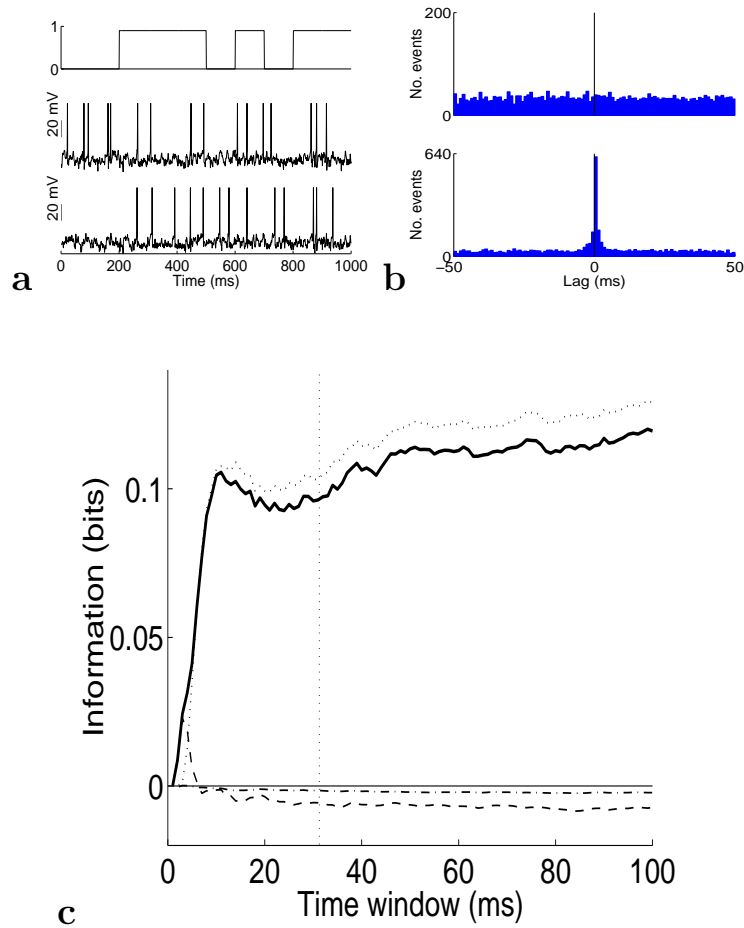 1
0
20 mV
20 mV
0 200 400 600 800 1000
Time (ms)
a
200
0
No. events
640
0
No. events
−50 0 50
Lag (ms)
b
0.1
0.05
0
Information (bits)
0 20 40 60 80 100
Time window (ms)
c